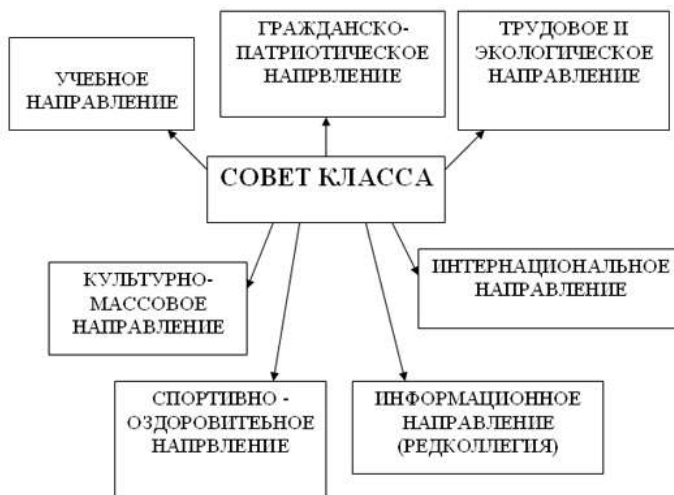 УЧЕБНОЕ
НАПРАВЛЕНИЕ
ГРАЖДАНСКО-
ПАТРИОТИЧЕСКОЕ
НАПРВЛЕНИЕ
ТРУДОВОЕ И
ЭКОЛОГИЧЕСКОЕ
НАПРАВЛЕНИЕ
СОВЕТ КЛАССА
КУЛЬТУРНО-
МАССОВОЕ
НАПРАВЛЕНИЕ
ИНТЕРНАЦИОНАЛЬНОЕ
НАПРАВЛЕНИЕ
СПОРТИВНО -
ОЗДОРОВИТЕЬНОЕ
НАПРВЛЕНИЕ
ИНФОРМАЦИОННОЕ
НАПРАВЛЕНИЕ
(РЕДКОЛЛЕГИЯ)